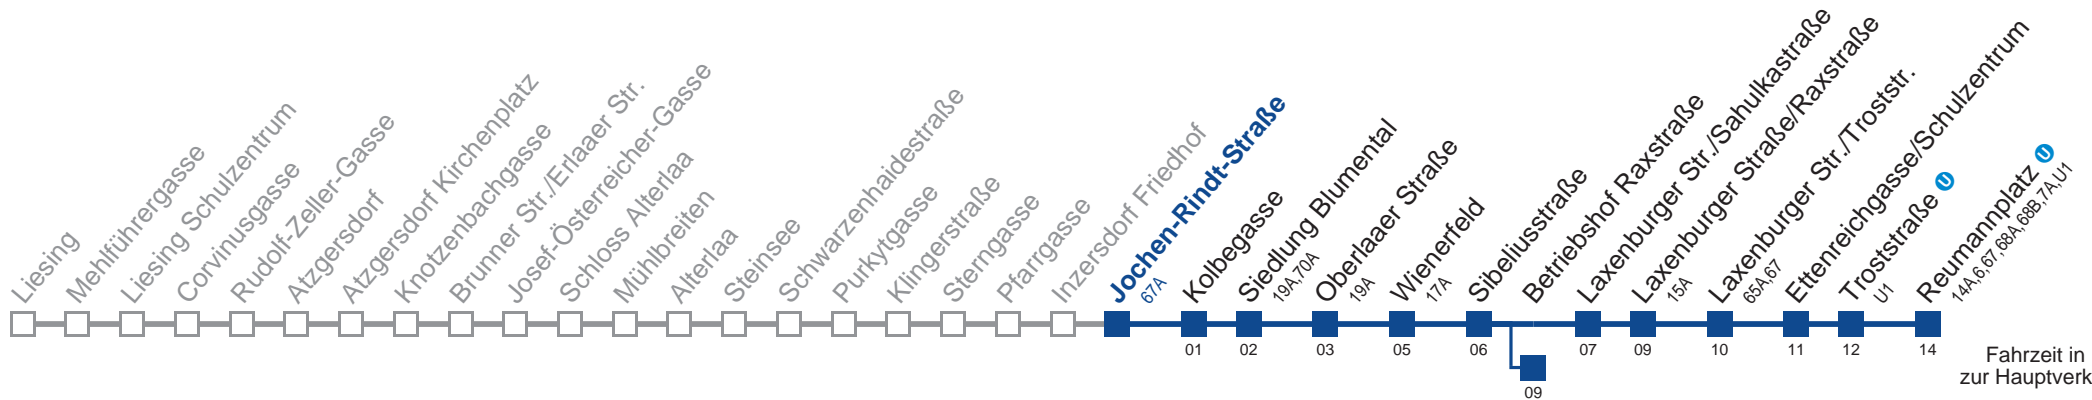 Liesing
Mehlführergasse
Liesing Schulzentrum
Corvinusgasse
Rudolf-Zeller-Gasse
Atzgersdorf
Atzgersdorf Kirchenplatz
Knotzenbachgasse
Brunner Str./Erlaaer Str.
Josef-Österreicher-Gasse
Schloss Alterlaa
Mühlbreiten
Alterlaa
Steinsee
Schwarzenhaidestraße
Purkytgasse
Klingerstraße
Sterngasse
Pfarrgasse
Inzersdorf Friedhof
Jochen-Rindt-Straße
67A
Kolbegasse
Siedlung Blumental
19A,70A
Oberlaaer Straße
19A
Wienerfeld
17A
Sibeliusstraße
Betriebshof Raxstraße
Laxenburger Str./Sahulkastraße
Laxenburger Straße/Raxstraße
15A
Laxenburger Str./Troststr.
65A,67
Ettenreichgasse/Schulzentrum
Troststraße U
U1
Reumannplatz U
14A,6,67,68A,68B,7A,U1
01 02 03 05 06 07 09 10 11 12 14
09
Fahrzeit in
zur Hauptverk